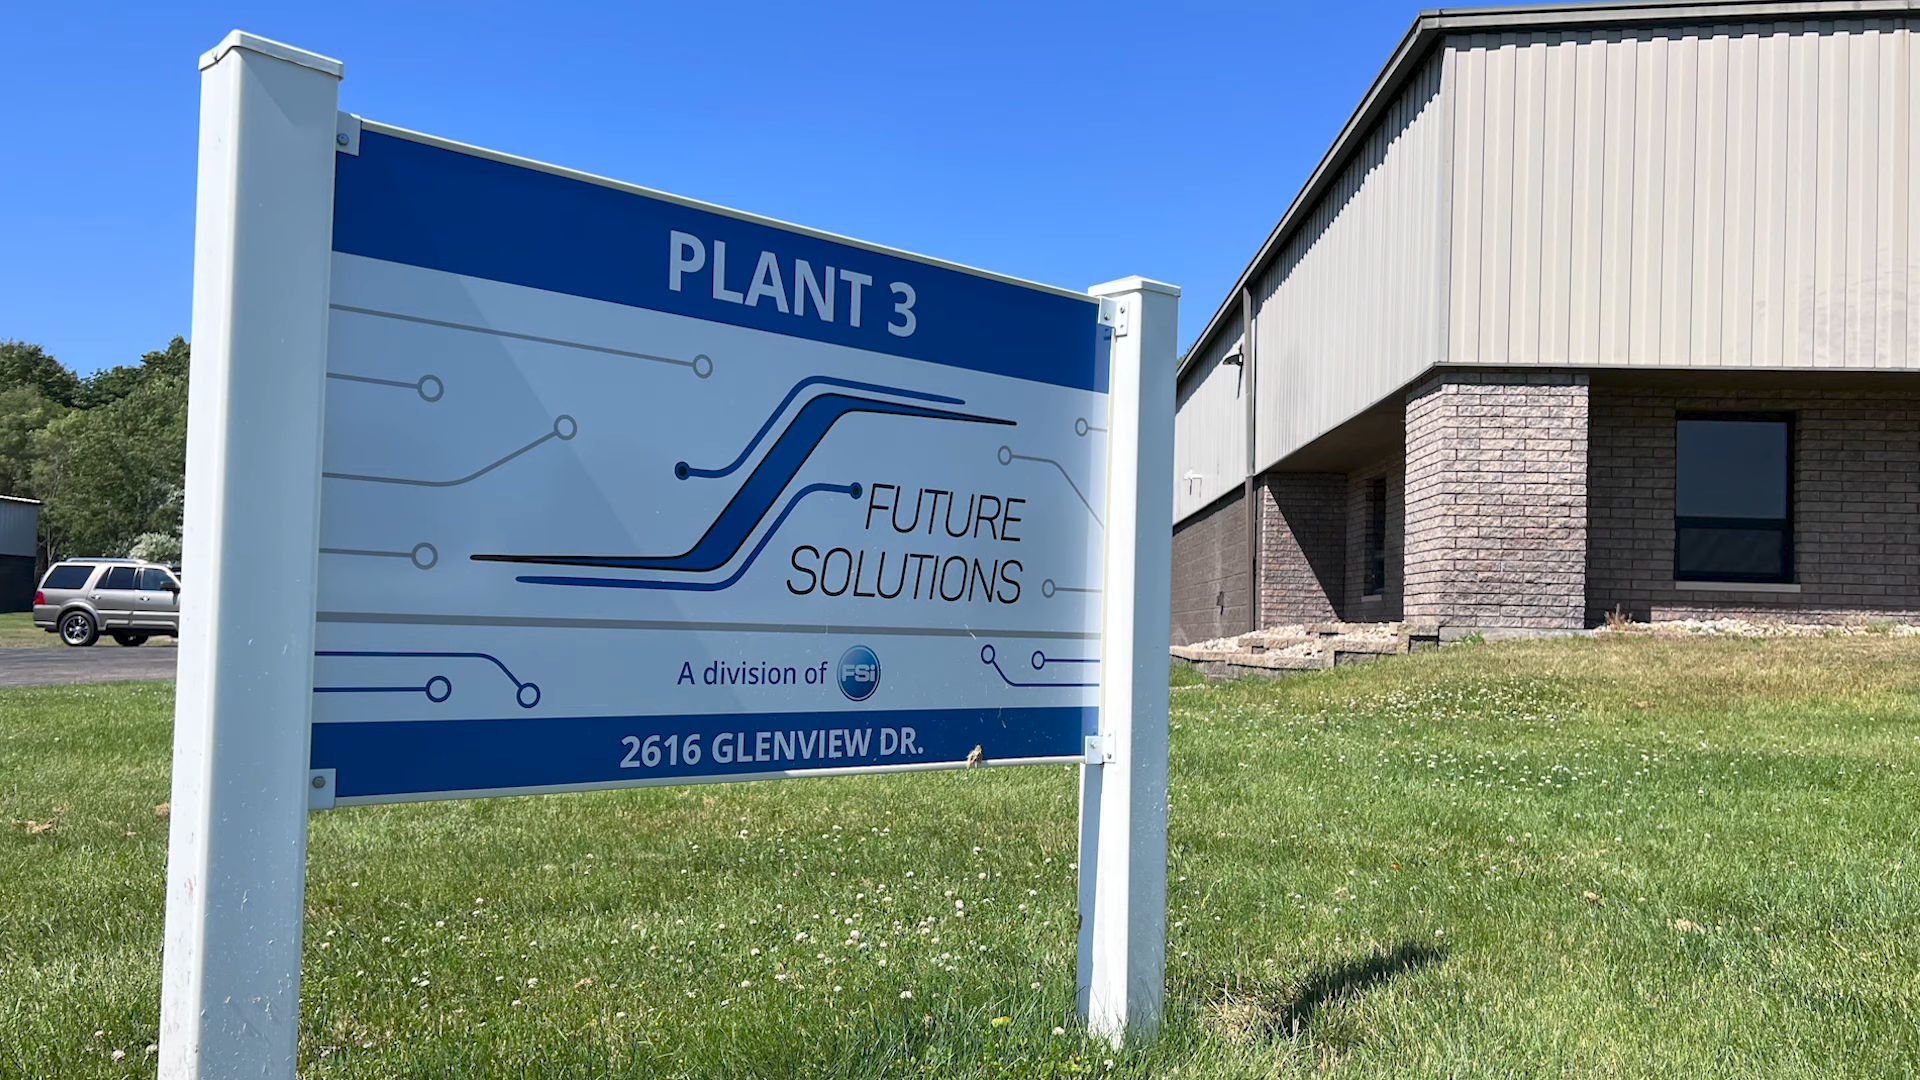 PLANT 3
FUTURE
SOLUTIONS
A division of FSi
2616 GLENVIEW DR.